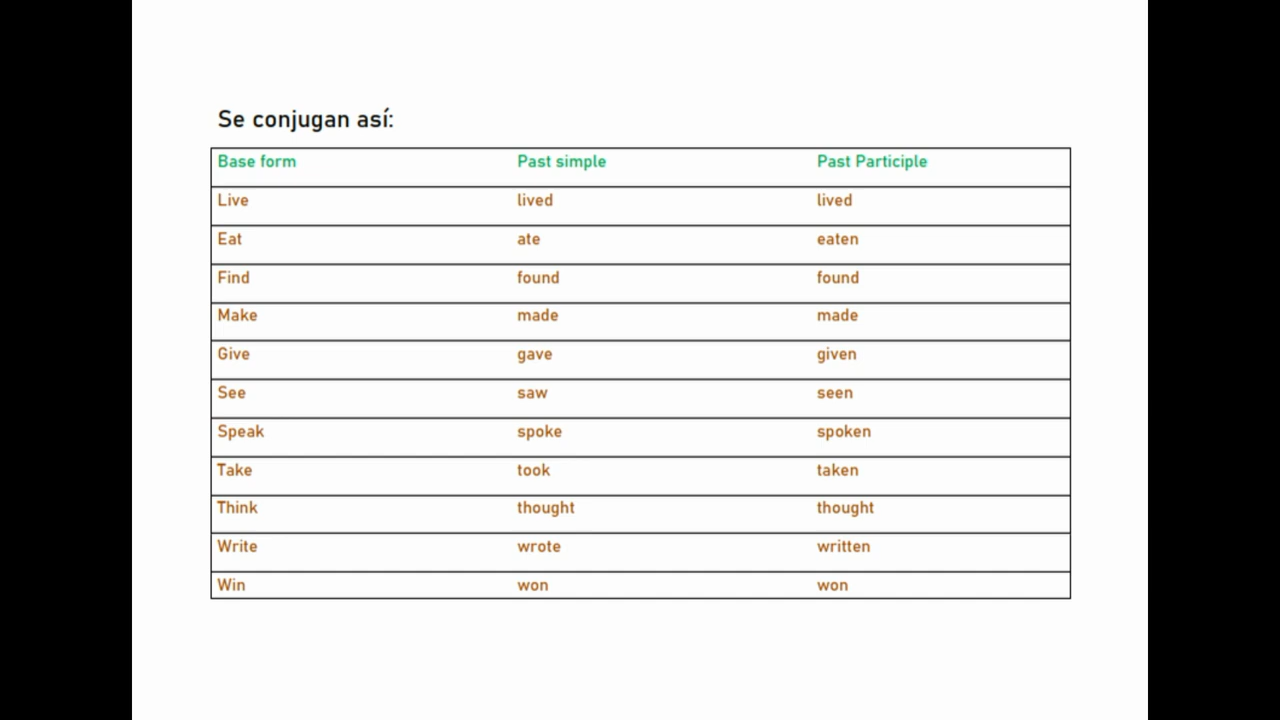 Se conjugan así:
Base form Past simple Past Participle
Live lived lived
Eat ate eaten
Find found found
Make made made
Give gave given
See saw seen
Speak spoke spoken
Take took taken
Think thought thought
Write wrote written
Win won won